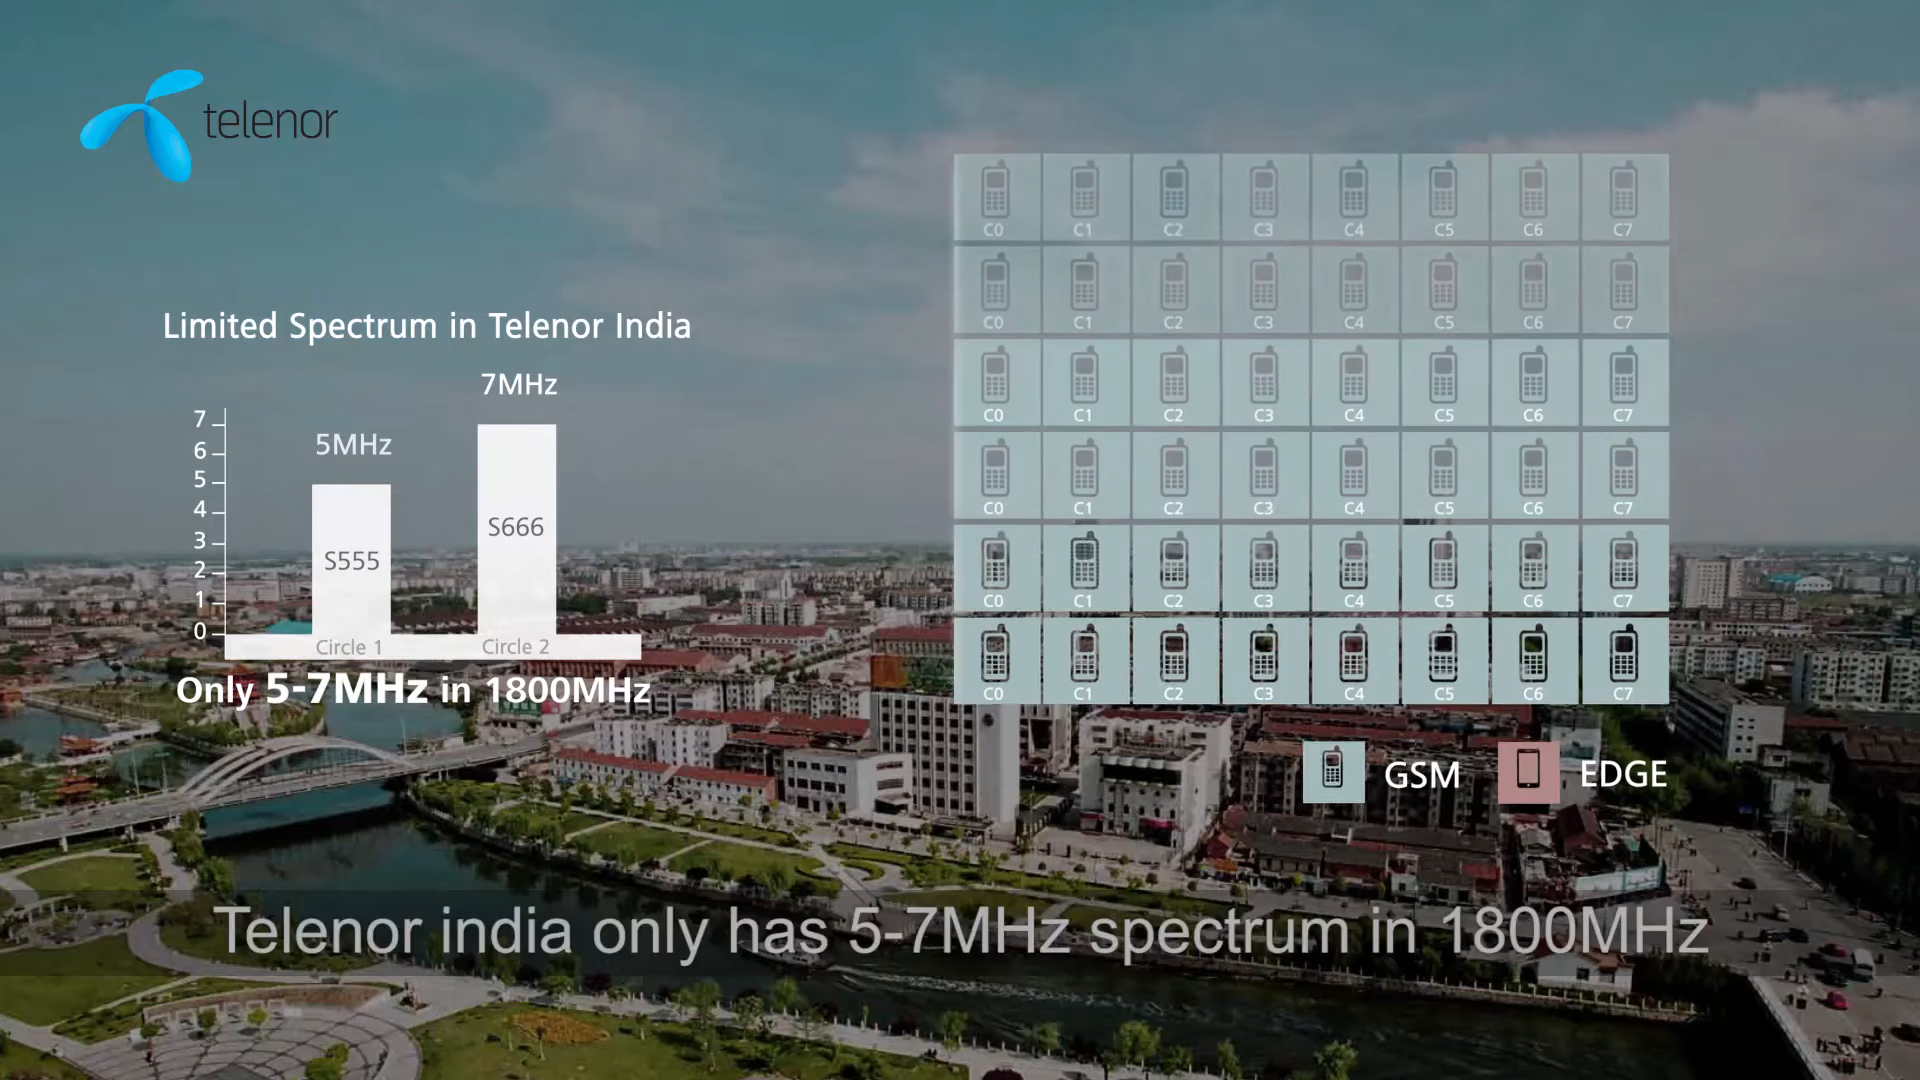 telenor
Limited Spectrum in Telenor India
7MHz
5MHz
7
6
5
4
3
2
1
0
S666
S555
Circle 1
Circle 2
Only 5-7MHz in 1800MHz
C0 C1 C2 C3 C4 C5 C6 C7
C0 C1 C2 C3 C4 C5 C6 C7
C0 C1 C2 C3 C4 C5 C6 C7
C0 C1 C2 C3 C4 C5 C6 C7
C0 C1 C2 C3 C4 C5 C6 C7
C0 C1 C2 C3 C4 C5 C6 C7
GSM
EDGE
Telenor india only has 5-7MHz spectrum in 1800MHz